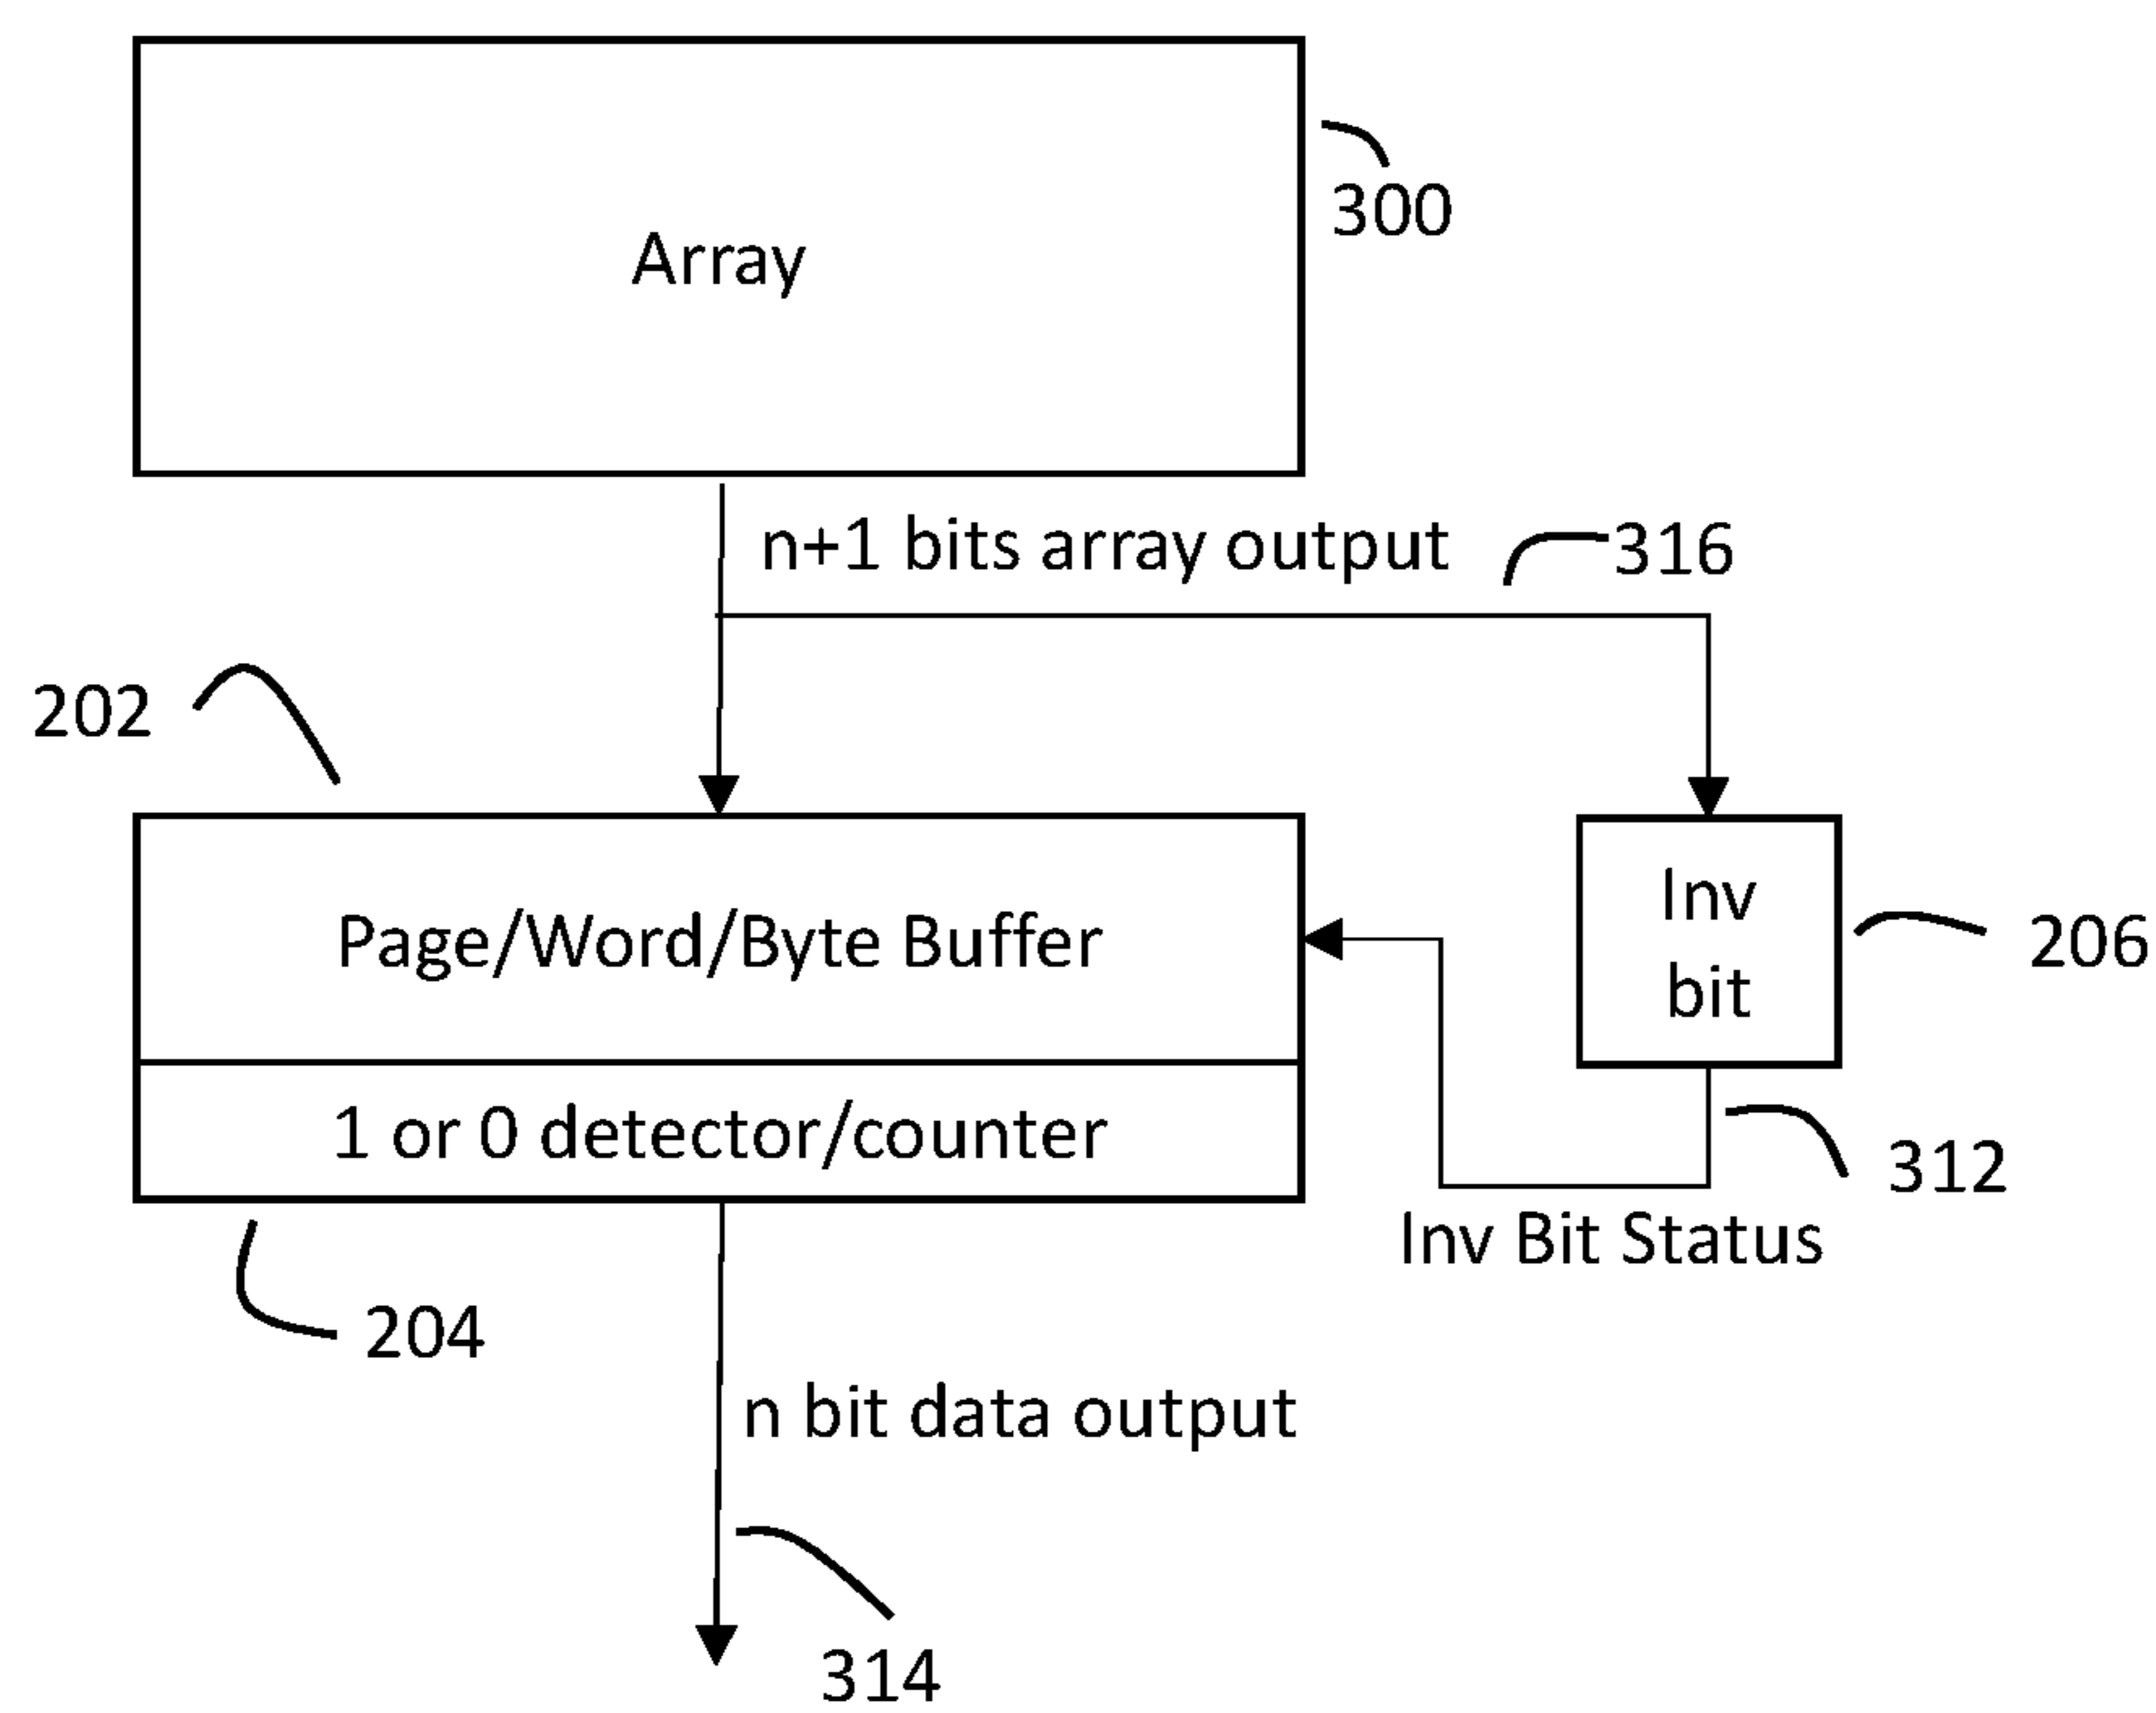 300
Array
n+1 bits array output
316
202
Inv
bit
206
Page/Word/Byte Buffer
1 or 0 detector/counter
312
Inv Bit Status
204
n bit data output
314